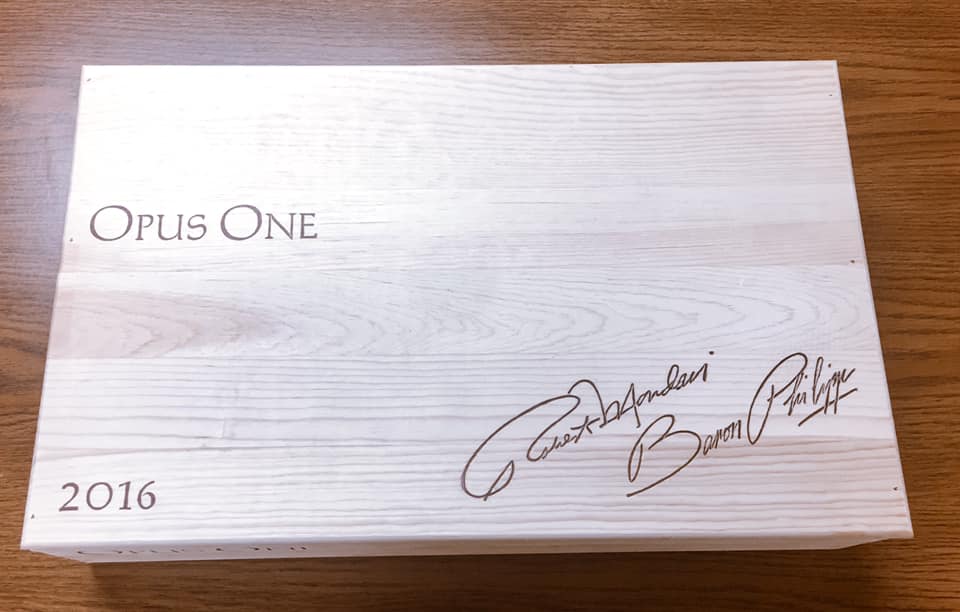 Opus One
Robert Mondavi
Baron Philippe
2016